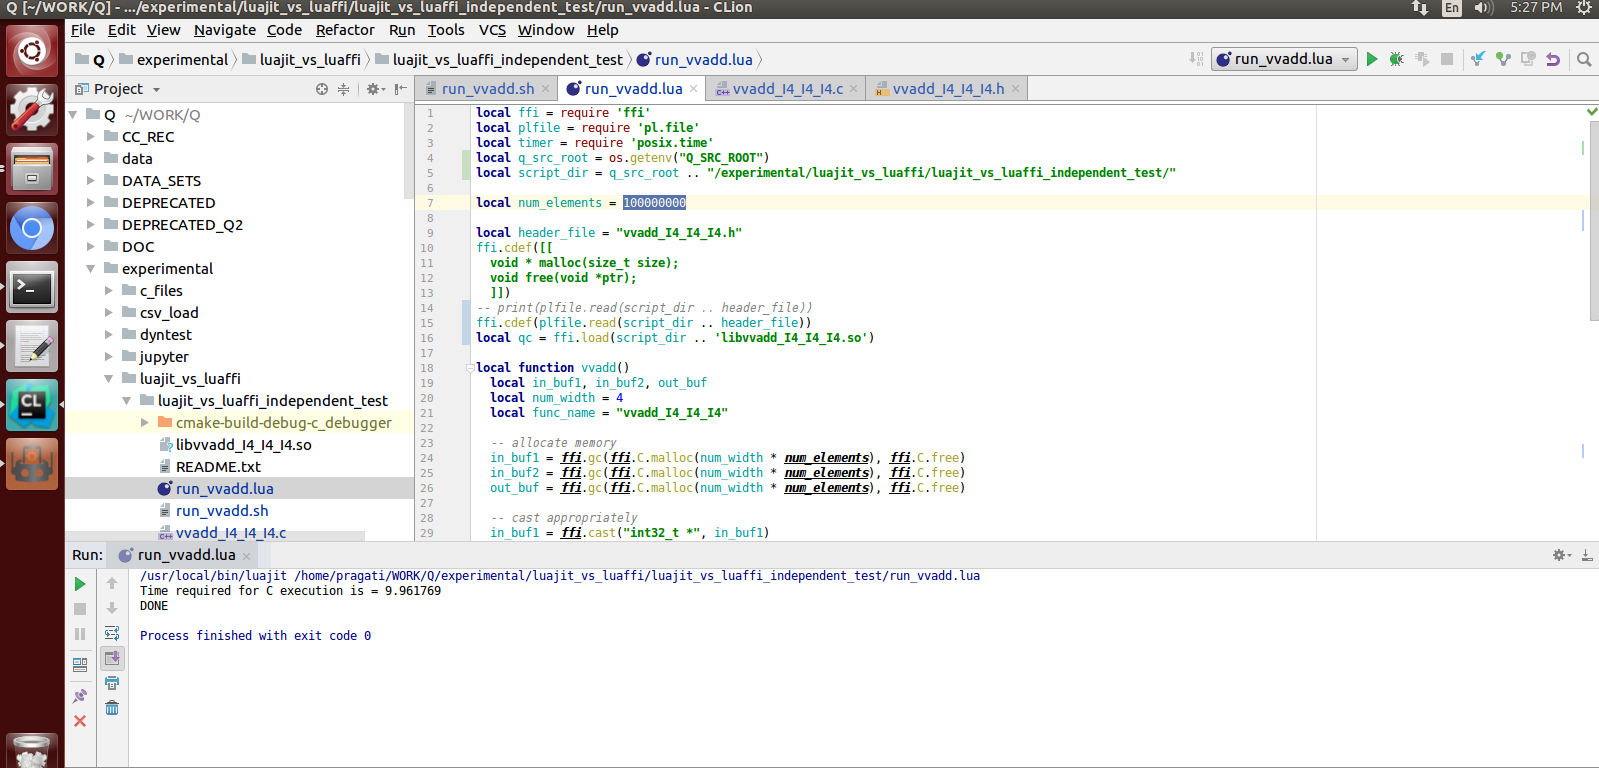 Q [~/WORK/Q] - .../experimental/luajit_vs_luaffi/luajit_vs_luaffi_independent_test/run_vvadd.lua - CLion
En
5:27 PM
File Edit View Navigate Code Refactor Run Tools VCS Window Help
Q experimental luajit_vs_luaffi luajit_vs_luaffi_independent_test run_vvadd.lua
run_vvadd.lua
Project
run_vvadd.sh run_vvadd.lua vvadd_I4_I4_I4.c vvadd_I4_I4_I4.h
Q ~/WORK/Q
CC_REC
data
DATA_SETS
DEPRECATED
DEPRECATED_Q2
DOC
experimental
c_files
csv_load
dyntest
jupyter
luajit_vs_luaffi
luajit_vs_luaffi_independent_test
cmake-build-debug-c_debugger
libvvadd_I4_I4_I4.so
README.txt
run_vvadd.lua
run_vvadd.sh
vvadd_I4_I4_I4.c
1 local ffi = require 'ffi'
2 local plfile = require 'pl.file'
3 local timer = require 'posix.time'
4 local q_src_root = os.getenv("Q_SRC_ROOT")
5 local script_dir = q_src_root .. "/experimental/luajit_vs_luaffi/luajit_vs_luaffi_independent_test/"
6
7 local num_elements = 100000000
8
9 local header_file = "vvadd_I4_I4_I4.h"
10 ffi.cdef([[
11 void * malloc(size_t size);
12 void free(void *ptr);
13 ]])
14 -- print(plfile.read(script_dir .. header_file))
15 ffi.cdef(plfile.read(script_dir .. header_file))
16 local qc = ffi.load(script_dir .. 'libvvadd_I4_I4_I4.so')
17
18 local function vvadd()
19 local in_buf1, in_buf2, out_buf
20 local num_width = 4
21 local func_name = "vvadd_I4_I4_I4"
22
23 -- allocate memory
24 in_buf1 = ffi.gc(ffi.C.malloc(num_width * num_elements), ffi.C.free)
25 in_buf2 = ffi.gc(ffi.C.malloc(num_width * num_elements), ffi.C.free)
26 out_buf = ffi.gc(ffi.C.malloc(num_width * num_elements), ffi.C.free)
27
28 -- cast appropriately
29 in_buf1 = ffi.cast("int32_t *", in_buf1)
Run: run_vvadd.lua
/usr/local/bin/luajit /home/pragati/WORK/Q/experimental/luajit_vs_luaffi/luajit_vs_luaffi_independent_test/run_vvadd.lua
Time required for C execution is = 9.961769
DONE
Process finished with exit code 0